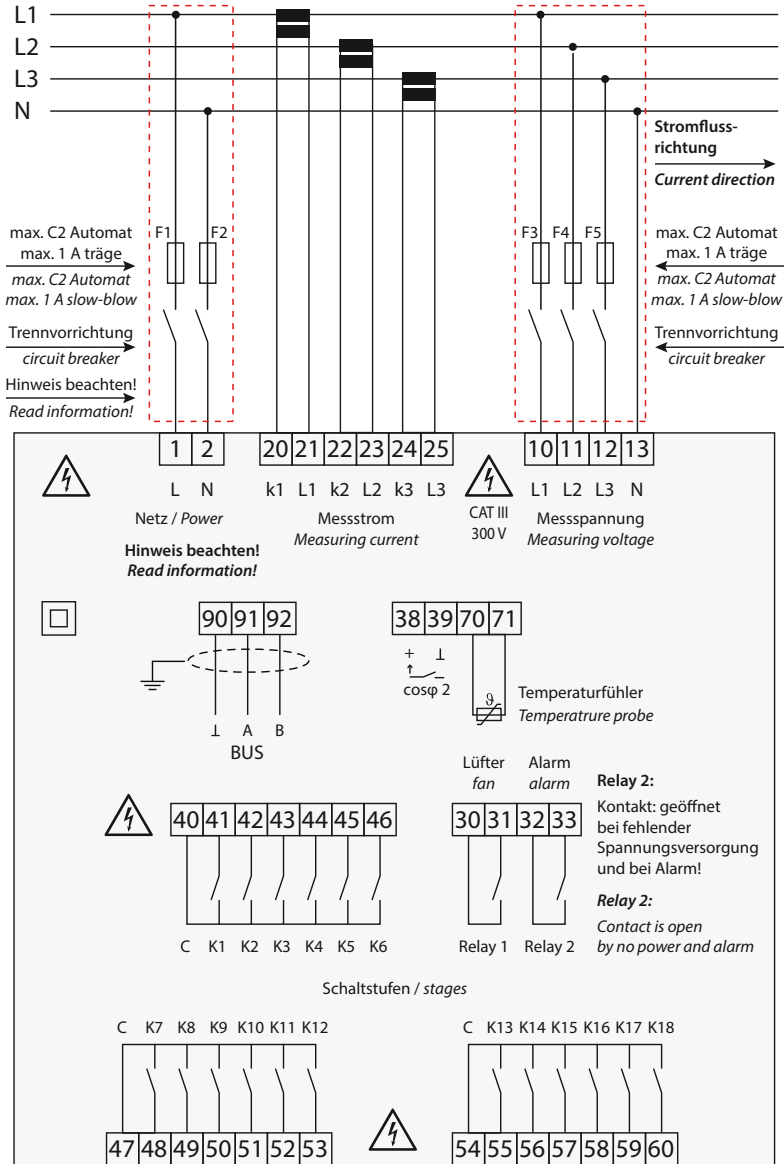 L1
L2
L3
N
Stromfluss-
richtung
Current direction
max. C2 Automat
max. 1 A träge
max. C2 Automat
max. 1 A slow-blow
F1 F2
F3 F4 F5
max. C2 Automat
max. 1 A träge
max. C2 Automat
max. 1 A slow-blow
Trennvorrichtung
circuit breaker
Trennvorrichtung
circuit breaker
Hinweis beachten!
Read information!
1 2
20 21 22 23 24 25
10 11 12 13
L N
k1 L1 k2 L2 k3 L3
CAT III
300 V
L1 L2 L3 N
Netz / Power
Messstrom
Measuring current
Messspannung
Measuring voltage
Hinweis beachten!
Read information!
90 91 92
⊥ A B
BUS
38 39 70 71
+ ⊥
cosφ 2
ϑ
Temperaturfühler
Temperatrure probe
Lüfter
fan
Alarm
alarm
40 41 42 43 44 45 46
C K1 K2 K3 K4 K5 K6
30 31 32 33
Relay 1 Relay 2
Relay 2:
Kontakt: geöffnet
bei fehlender
Spannungsversorgung
und bei Alarm!
Relay 2:
Contact is open
by no power and alarm
Schaltstufen / stages
C K7 K8 K9 K10 K11 K12
C K13 K14 K15 K16 K17 K18
47 48 49 50 51 52 53
54 55 56 57 58 59 60